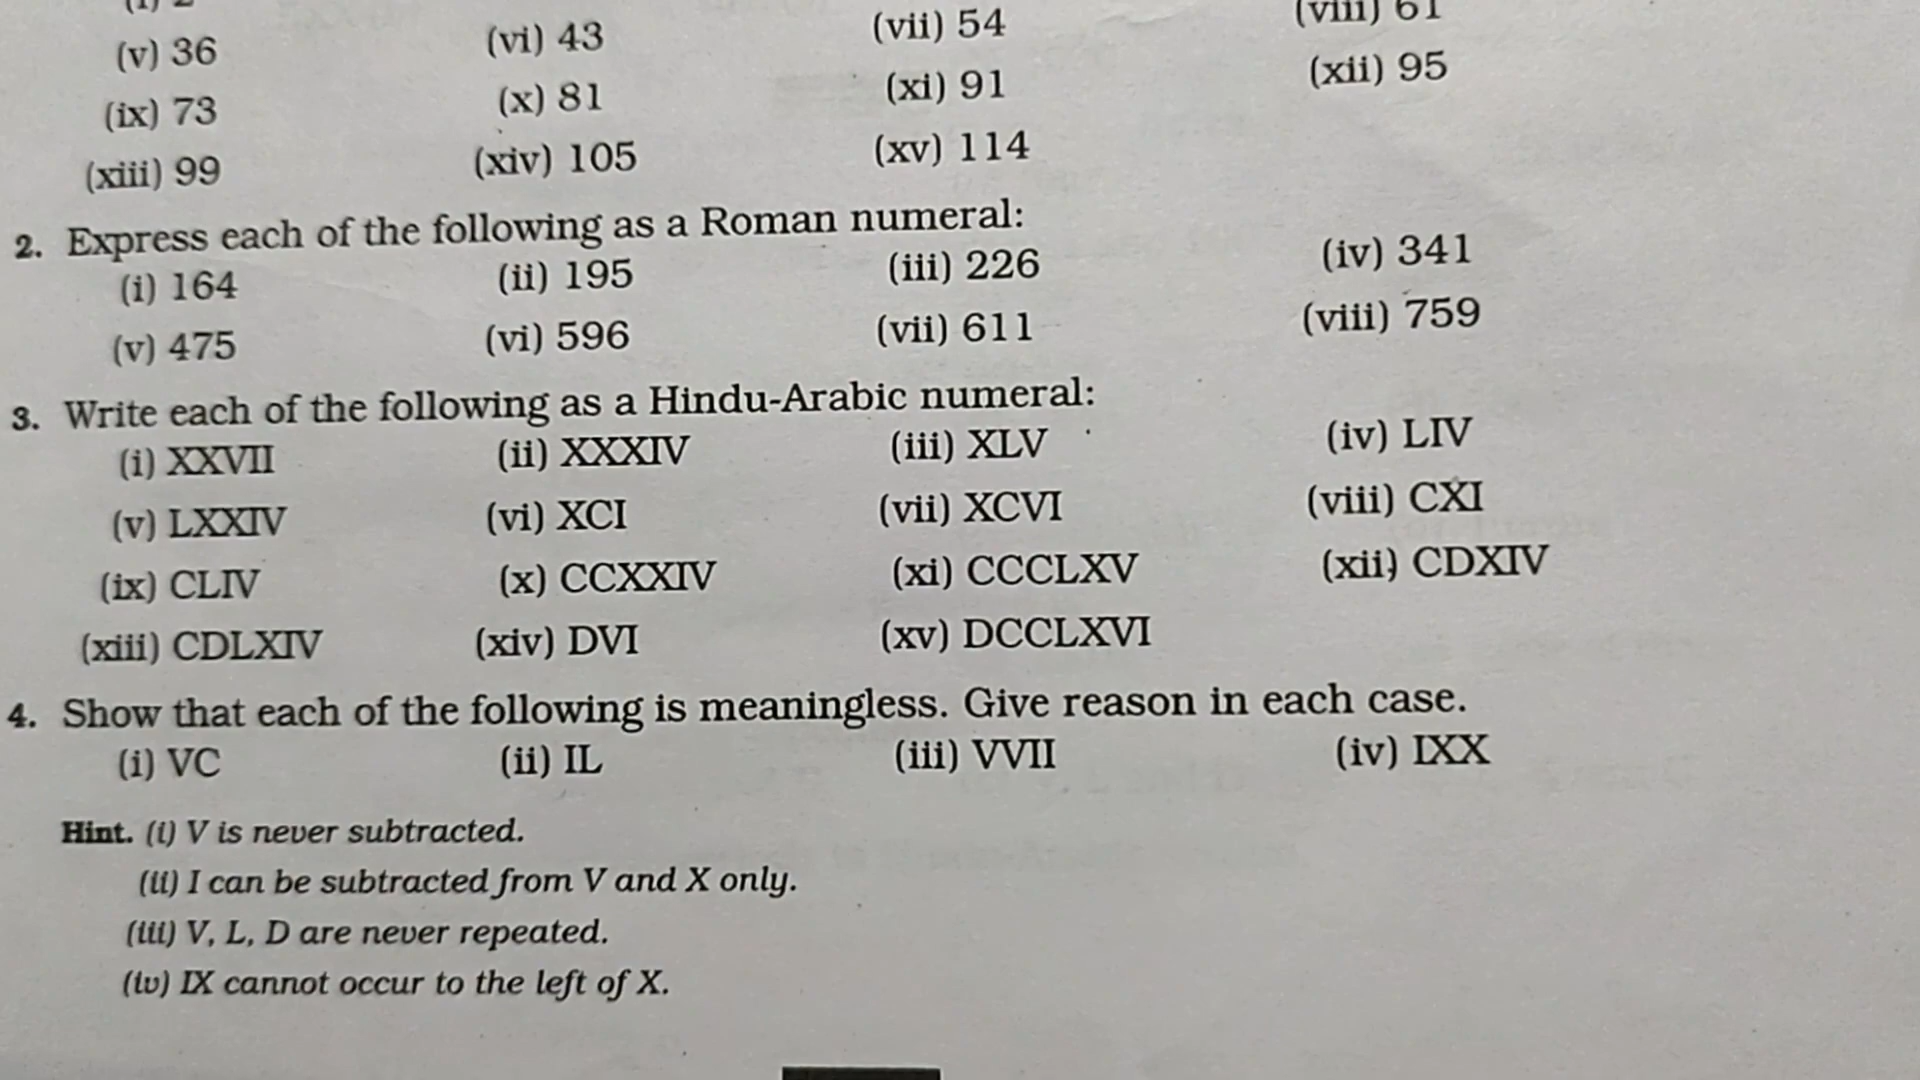 (v) 36 (vi) 43 (vii) 54 (viii) 61
(ix) 73 (x) 81 (xi) 91 (xii) 95
(xiii) 99 (xiv) 105 (xv) 114
2. Express each of the following as a Roman numeral:
(i) 164 (ii) 195 (iii) 226 (iv) 341
(v) 475 (vi) 596 (vii) 611 (viii) 759
3. Write each of the following as a Hindu-Arabic numeral:
(i) XXVII (ii) XXXIV (iii) XLV (iv) LIV
(v) LXXIV (vi) XCI (vii) XCVI (viii) CXI
(ix) CLIV (x) CCXXIV (xi) CCCLXV (xii) CDXIV
(xiii) CDLXIV (xiv) DVI (xv) DCCLXVI
4. Show that each of the following is meaningless. Give reason in each case.
(i) VC (ii) IL (iii) VVII (iv) IXX
Hint. (i) V is never subtracted.
(ii) I can be subtracted from V and X only.
(iii) V, L, D are never repeated.
(iv) IX cannot occur to the left of X.